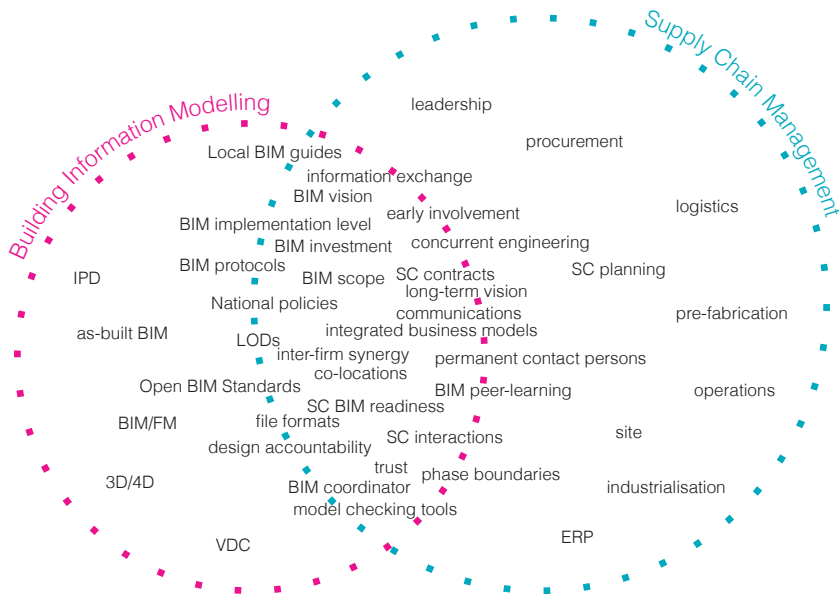 Building Information Modelling
Supply Chain Management
leadership
procurement
Local BIM guides
information exchange
BIM vision
logistics
early involvement
BIM implementation level
concurrent engineering
BIM investment
BIM protocols
SC planning
IPD
BIM scope
SC contracts
long-term vision
National policies
communications
pre-fabrication
as-built BIM
integrated business models
LODs
inter-firm synergy
permanent contact persons
co-locations
Open BIM Standards
BIM peer-learning
operations
SC BIM readiness
BIM/FM
file formats
site
SC interactions
design accountability
trust
phase boundaries
3D/4D
BIM coordinator
industrialisation
model checking tools
VDC
ERP